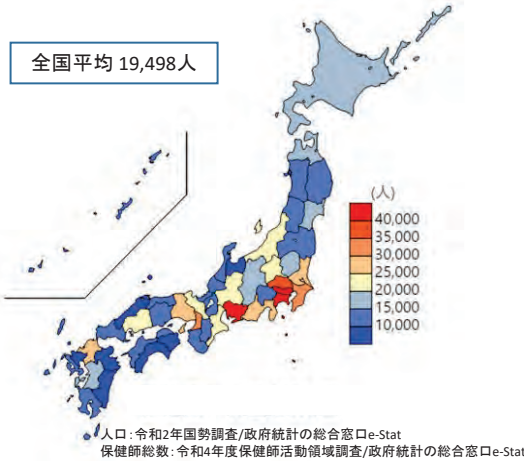 全国平均 19,498人
(人)
40,000
35,000
30,000
25,000
20,000
15,000
10,000
人口：令和2年国勢調査/政府統計の総合窓口e-Stat
保健師総数：令和4年度保健師活動領域調査/政府統計の総合窓口e-Stat